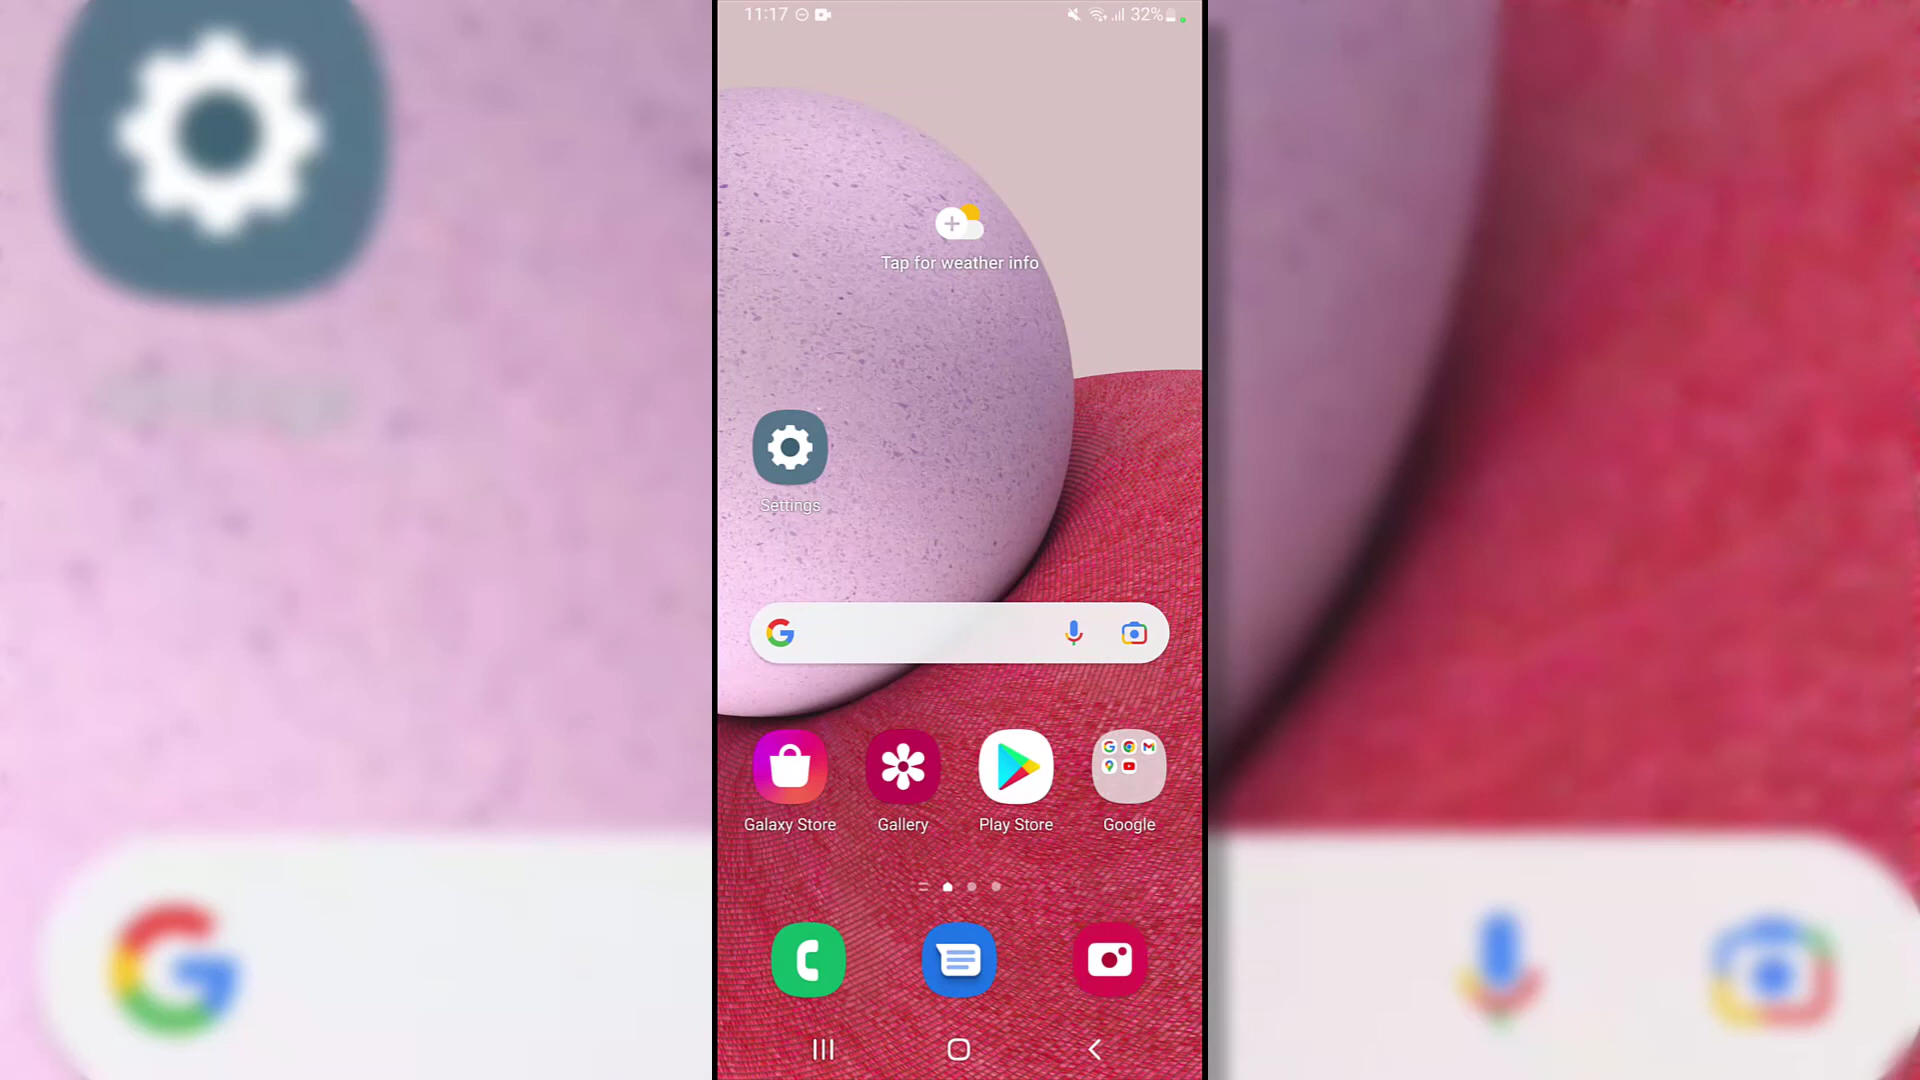 11:17
32%
Tap for weather info
Settings
Galaxy Store
Gallery
Play Store
Google